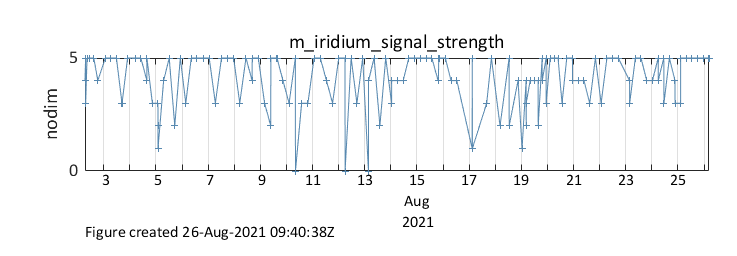 m_iridium_signal_strength
5
nodim
0
3 5 7 9 11 13 15 17 19 21 23 25
Aug
2021
Figure created 26-Aug-2021 09:40:38Z